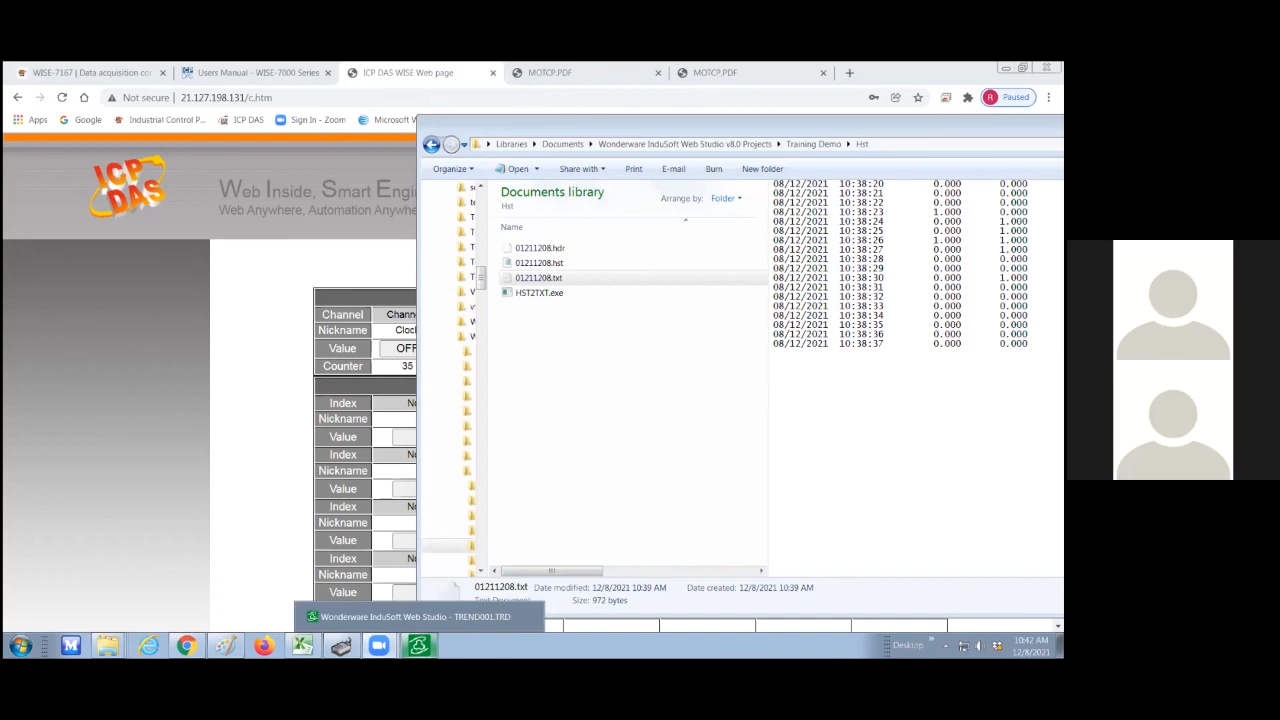 WISE-7167 | Data acquisition co
Users Manual - WISE-7000 Series
ICP DAS WISE Web page
MOTCP.PDF
MOTCP.PDF
Not secure | 21.127.198.131/c.htm
R Paused
Apps Google Industrial Control P... ICP DAS Sign In - Zoom Microsoft W
Libraries Documents Wonderware InduSoft Web Studio v8.0 Projects Training Demo Hst
Organize Open Share with Print E-mail Burn New folder
ICP DAS
Web Inside, Smart Engi
Web Anywhere, Automation Anywhe
Documents library
Hst
Arrange by: Folder
Name
01211208.hdr
01211208.hst
01211208.txt
HST2TXT.exe
08/12/2021 10:38:20 0.000 0.000
08/12/2021 10:38:21 0.000 0.000
08/12/2021 10:38:22 0.000 0.000
08/12/2021 10:38:23 1.000 0.000
08/12/2021 10:38:24 0.000 1.000
08/12/2021 10:38:25 0.000 1.000
08/12/2021 10:38:26 1.000 1.000
08/12/2021 10:38:27 0.000 1.000
08/12/2021 10:38:28 0.000 0.000
08/12/2021 10:38:29 0.000 0.000
08/12/2021 10:38:30 0.000 1.000
08/12/2021 10:38:31 0.000 0.000
08/12/2021 10:38:32 0.000 0.000
08/12/2021 10:38:33 0.000 0.000
08/12/2021 10:38:34 0.000 0.000
08/12/2021 10:38:35 0.000 0.000
08/12/2021 10:38:36 0.000 0.000
08/12/2021 10:38:37 0.000 0.000
Channel Chann
Nickname Cloc
Value OFF
Counter 35
Index No
Nickname
Value
Index No
Nickname
Value
Index No
Nickname
Value
Index No
Nickname
Value
01211208.txt Date modified: 12/8/2021 10:39 AM Date created: 12/8/2021 10:39 AM
Text Document Size: 972 bytes
Wonderware InduSoft Web Studio - TREND001.TRD
Desktop
10:42 AM
12/8/2021